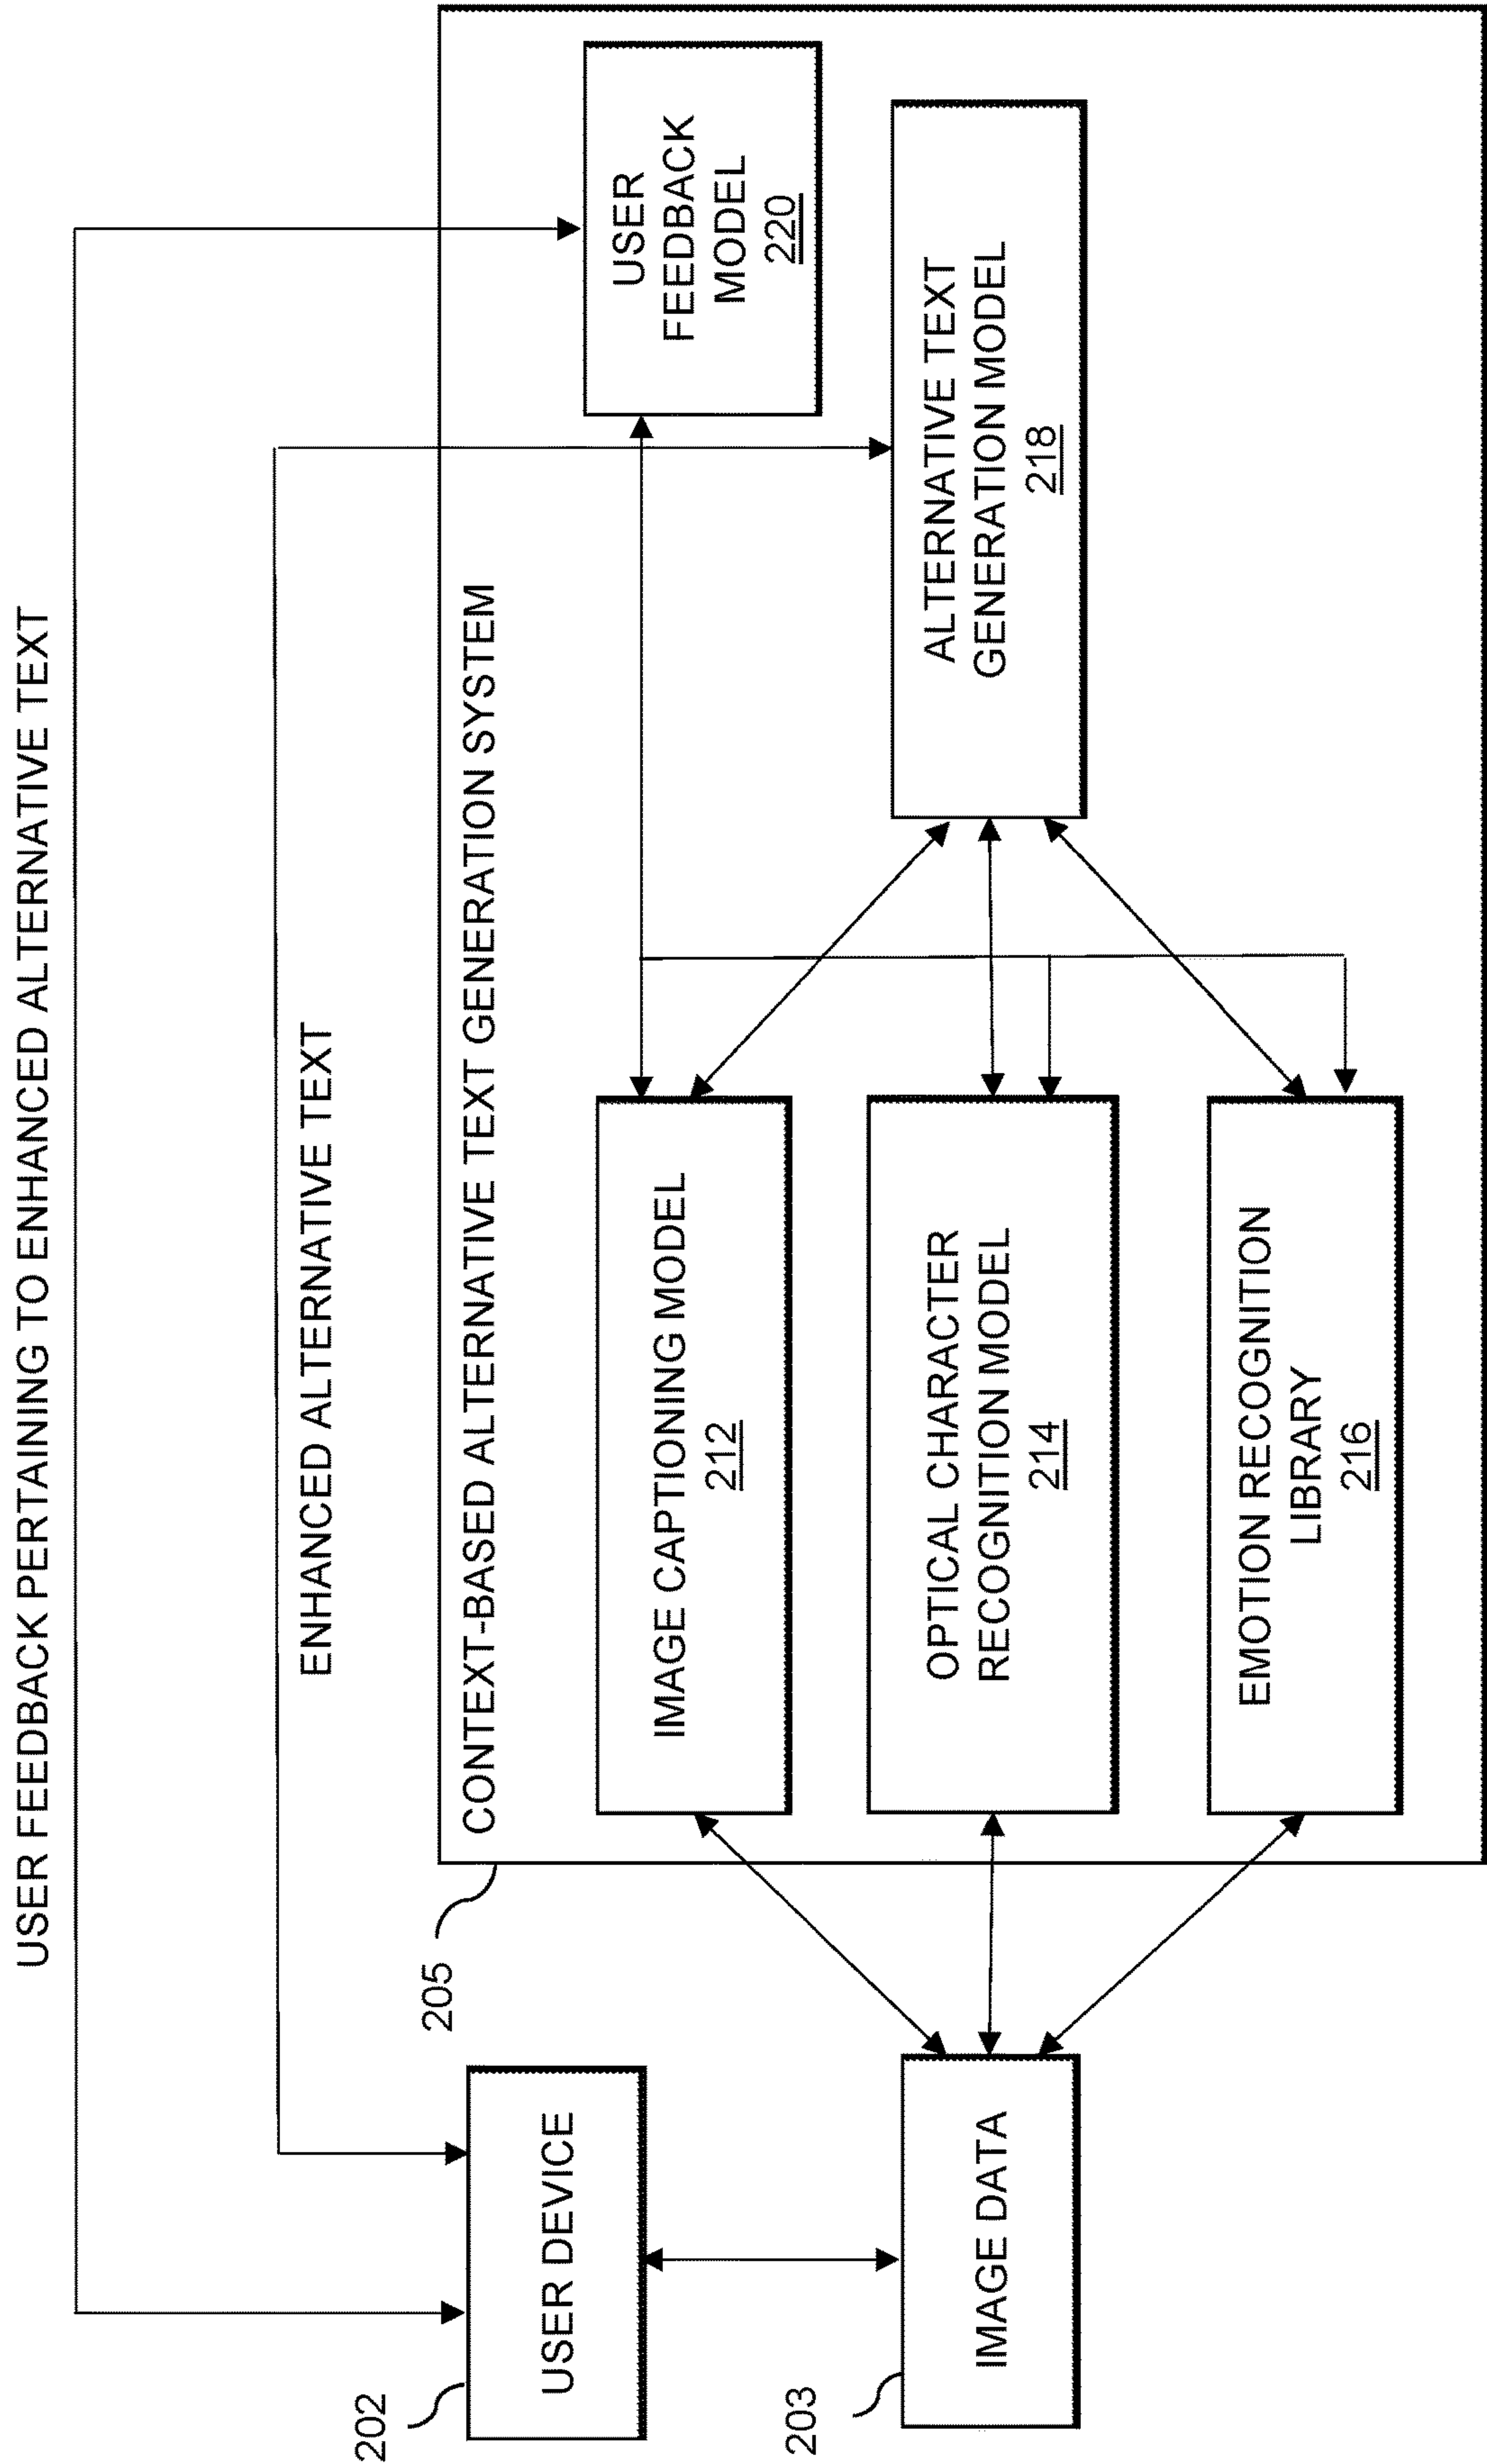 USER FEEDBACK PERTAINING TO ENHANCED ALTERNATIVE TEXT
ENHANCED ALTERNATIVE TEXT
202
USER DEVICE
203
IMAGE DATA
205
CONTEXT-BASED ALTERNATIVE TEXT GENERATION SYSTEM
IMAGE CAPTIONING MODEL
212
OPTICAL CHARACTER
RECOGNITION MODEL
214
EMOTION RECOGNITION
LIBRARY
216
USER
FEEDBACK
MODEL
220
ALTERNATIVE TEXT
GENERATION MODEL
218